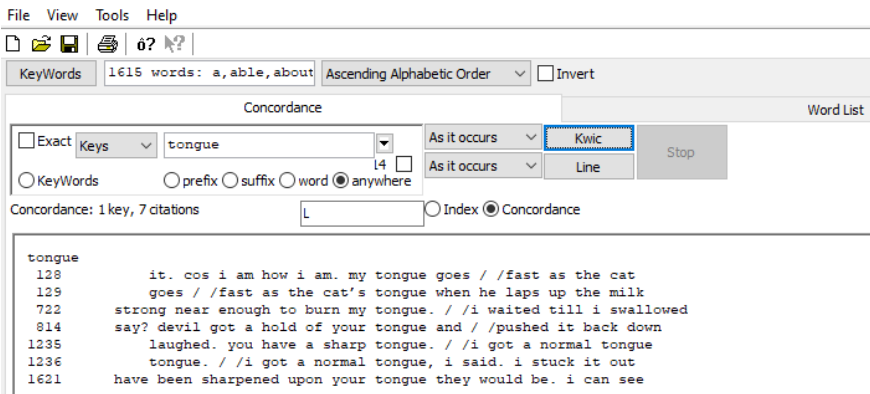 File View Tools Help
ô?
KeyWords 1615 words: a,able,about Ascending Alphabetic Order Invert
Concordance Word List
Exact Keys tongue As it occurs Kwic Stop
14 As it occurs Line
KeyWords prefix suffix word anywhere
Concordance: 1 key, 7 citations L Index Concordance
tongue
128 it. cos i am how i am. my tongue goes / /fast as the cat
129 goes / /fast as the cat’s tongue when he laps up the milk
722 strong near enough to burn my tongue. / /i waited till i swallowed
814 say? devil got a hold of your tongue and / /pushed it back down
1235 laughed. you have a sharp tongue. / /i got a normal tongue
1236 tongue. / /i got a normal tongue, i said. i stuck it out
1621 have been sharpened upon your tongue they would be. i can see